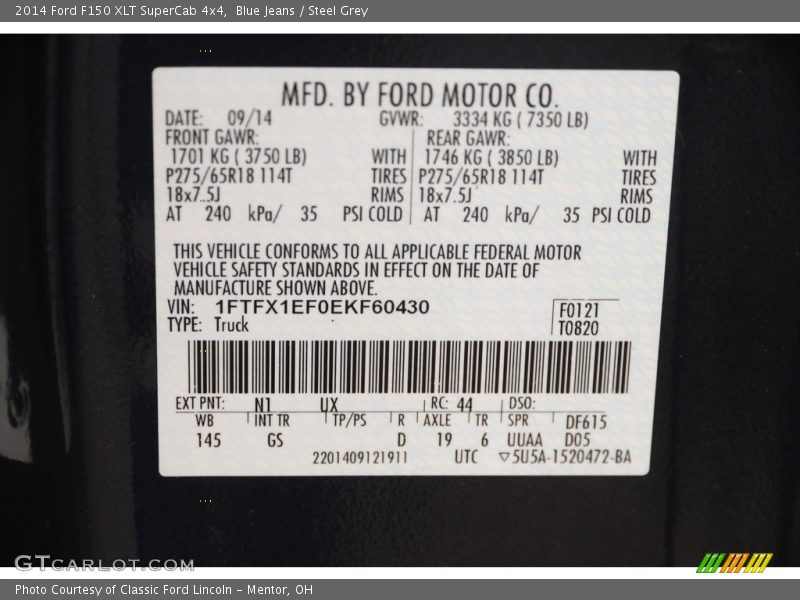 2014 Ford F150 XLT SuperCab 4x4, Blue Jeans / Steel Grey
MFD. BY FORD MOTOR CO.
DATE: 09/14 GVWR: 3334 KG ( 7350 LB)
FRONT GAWR: REAR GAWR:
1701 KG ( 3750 LB) WITH 1746 KG ( 3850 LB) WITH
P275/65R18 114T TIRES P275/65R18 114T TIRES
18x7.5J RIMS 18x7.5J RIMS
AT 240 kPa/ 35 PSI COLD AT 240 kPa/ 35 PSI COLD
THIS VEHICLE CONFORMS TO ALL APPLICABLE FEDERAL MOTOR
VEHICLE SAFETY STANDARDS IN EFFECT ON THE DATE OF
MANUFACTURE SHOWN ABOVE.
VIN: 1FTFX1EF0EKF60430 F0121
TYPE: Truck T0820
EXT PNT: N1 UX RC: 44 DSO:
WB INT TR TP/PS R AXLE TR SPR DF615
145 GS D 19 6 UUAA D05
2201409121911 UTC ▽5U5A-1520472-BA
GTCARLOT.COM
Photo Courtesy of Classic Ford Lincoln - Mentor, OH